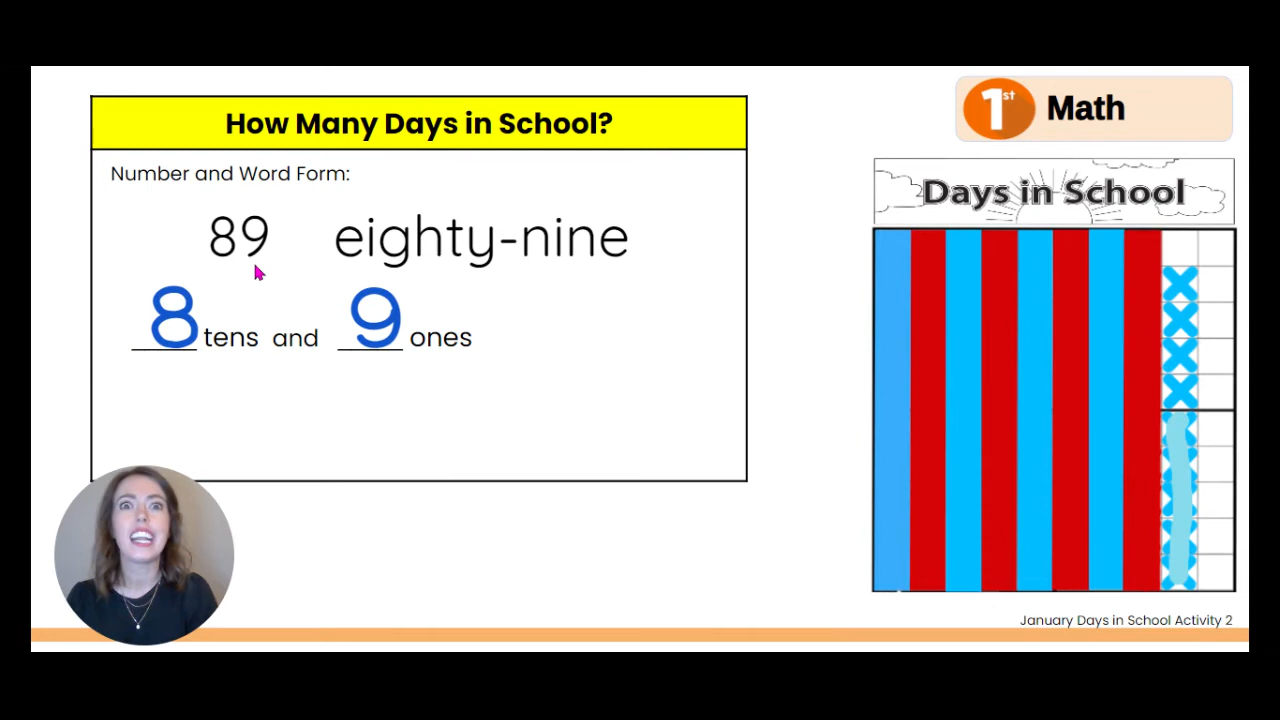 How Many Days in School?
Number and Word Form:
89 eighty-nine
8 tens and 9 ones
1st Math
Days in School
January Days in School Activity 2